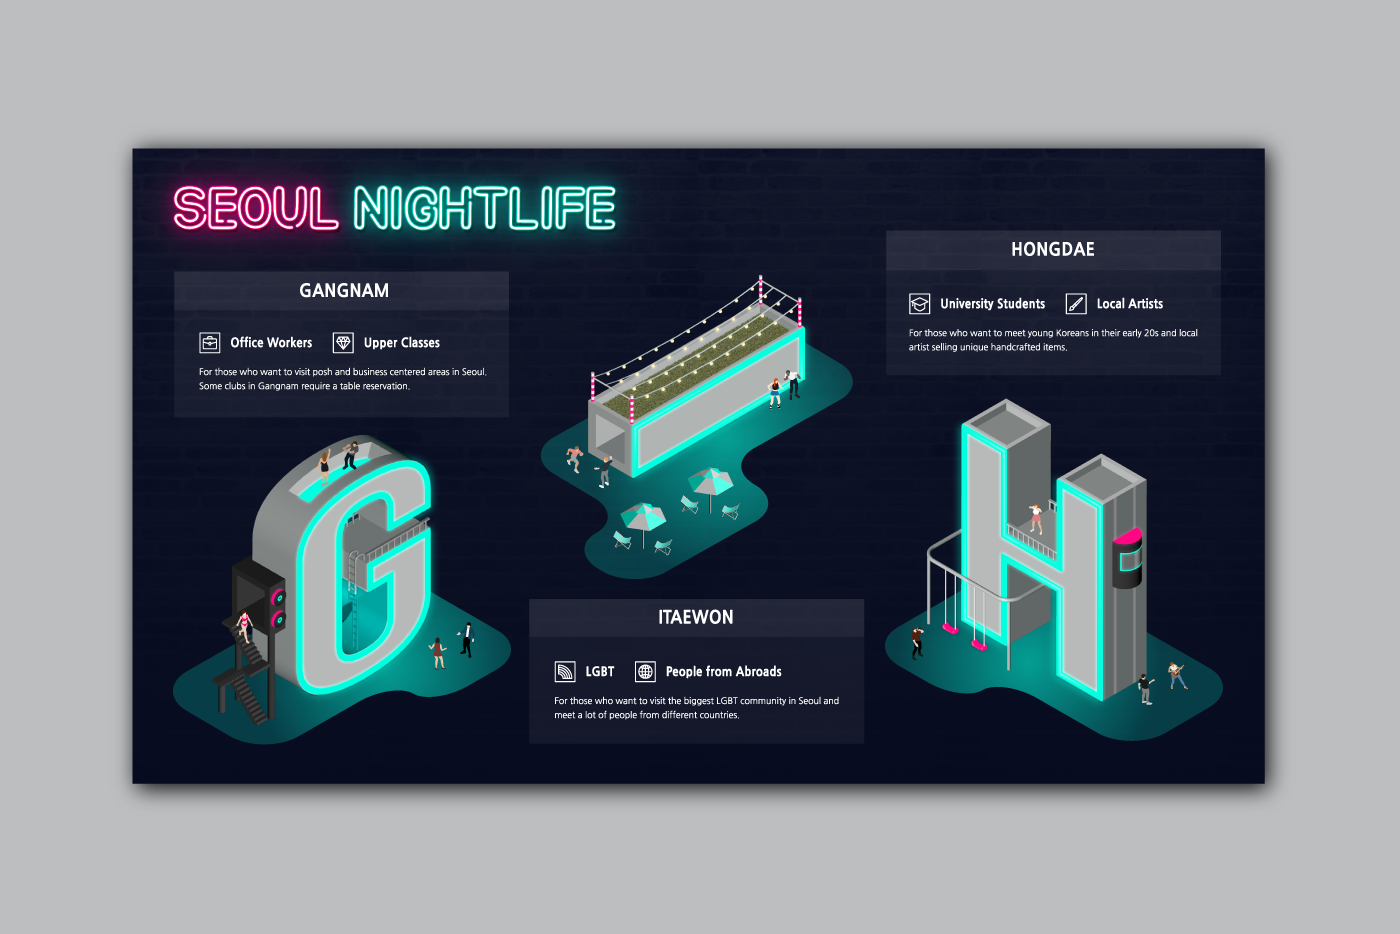 SEOUL NIGHTLIFE
GANGNAM
Office Workers
Upper Classes
For those who want to visit posh and business centered areas in Seoul.
Some clubs in Gangnam require a table reservation.
HONGDAE
University Students
Local Artists
For those who want to meet young Koreans in their early 20s and local
artist selling unique handcrafted items.
ITAEWON
LGBT
People from Abroads
For those who want to visit the biggest LGBT community in Seoul and
meet a lot of people from different countries.
G
H